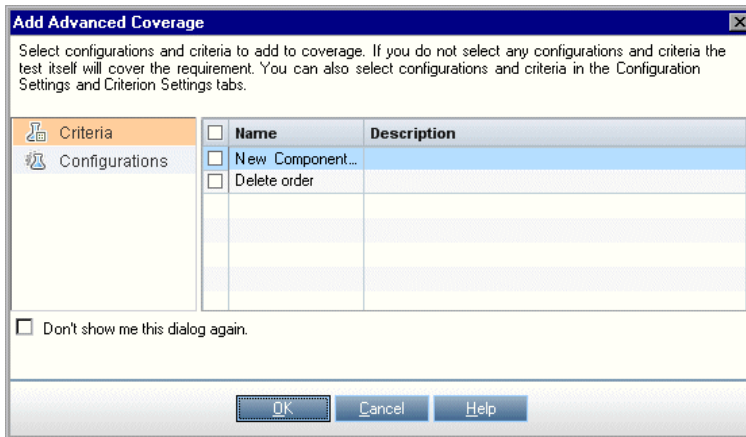 Add Advanced Coverage
Select configurations and criteria to add to coverage. If you do not select any configurations and criteria the
test itself will cover the requirement. You can also select configurations and criteria in the Configuration
Settings and Criterion Settings tabs.
Criteria
Configurations
Name Description
New Component...
Delete order
Don't show me this dialog again.
OK Cancel Help